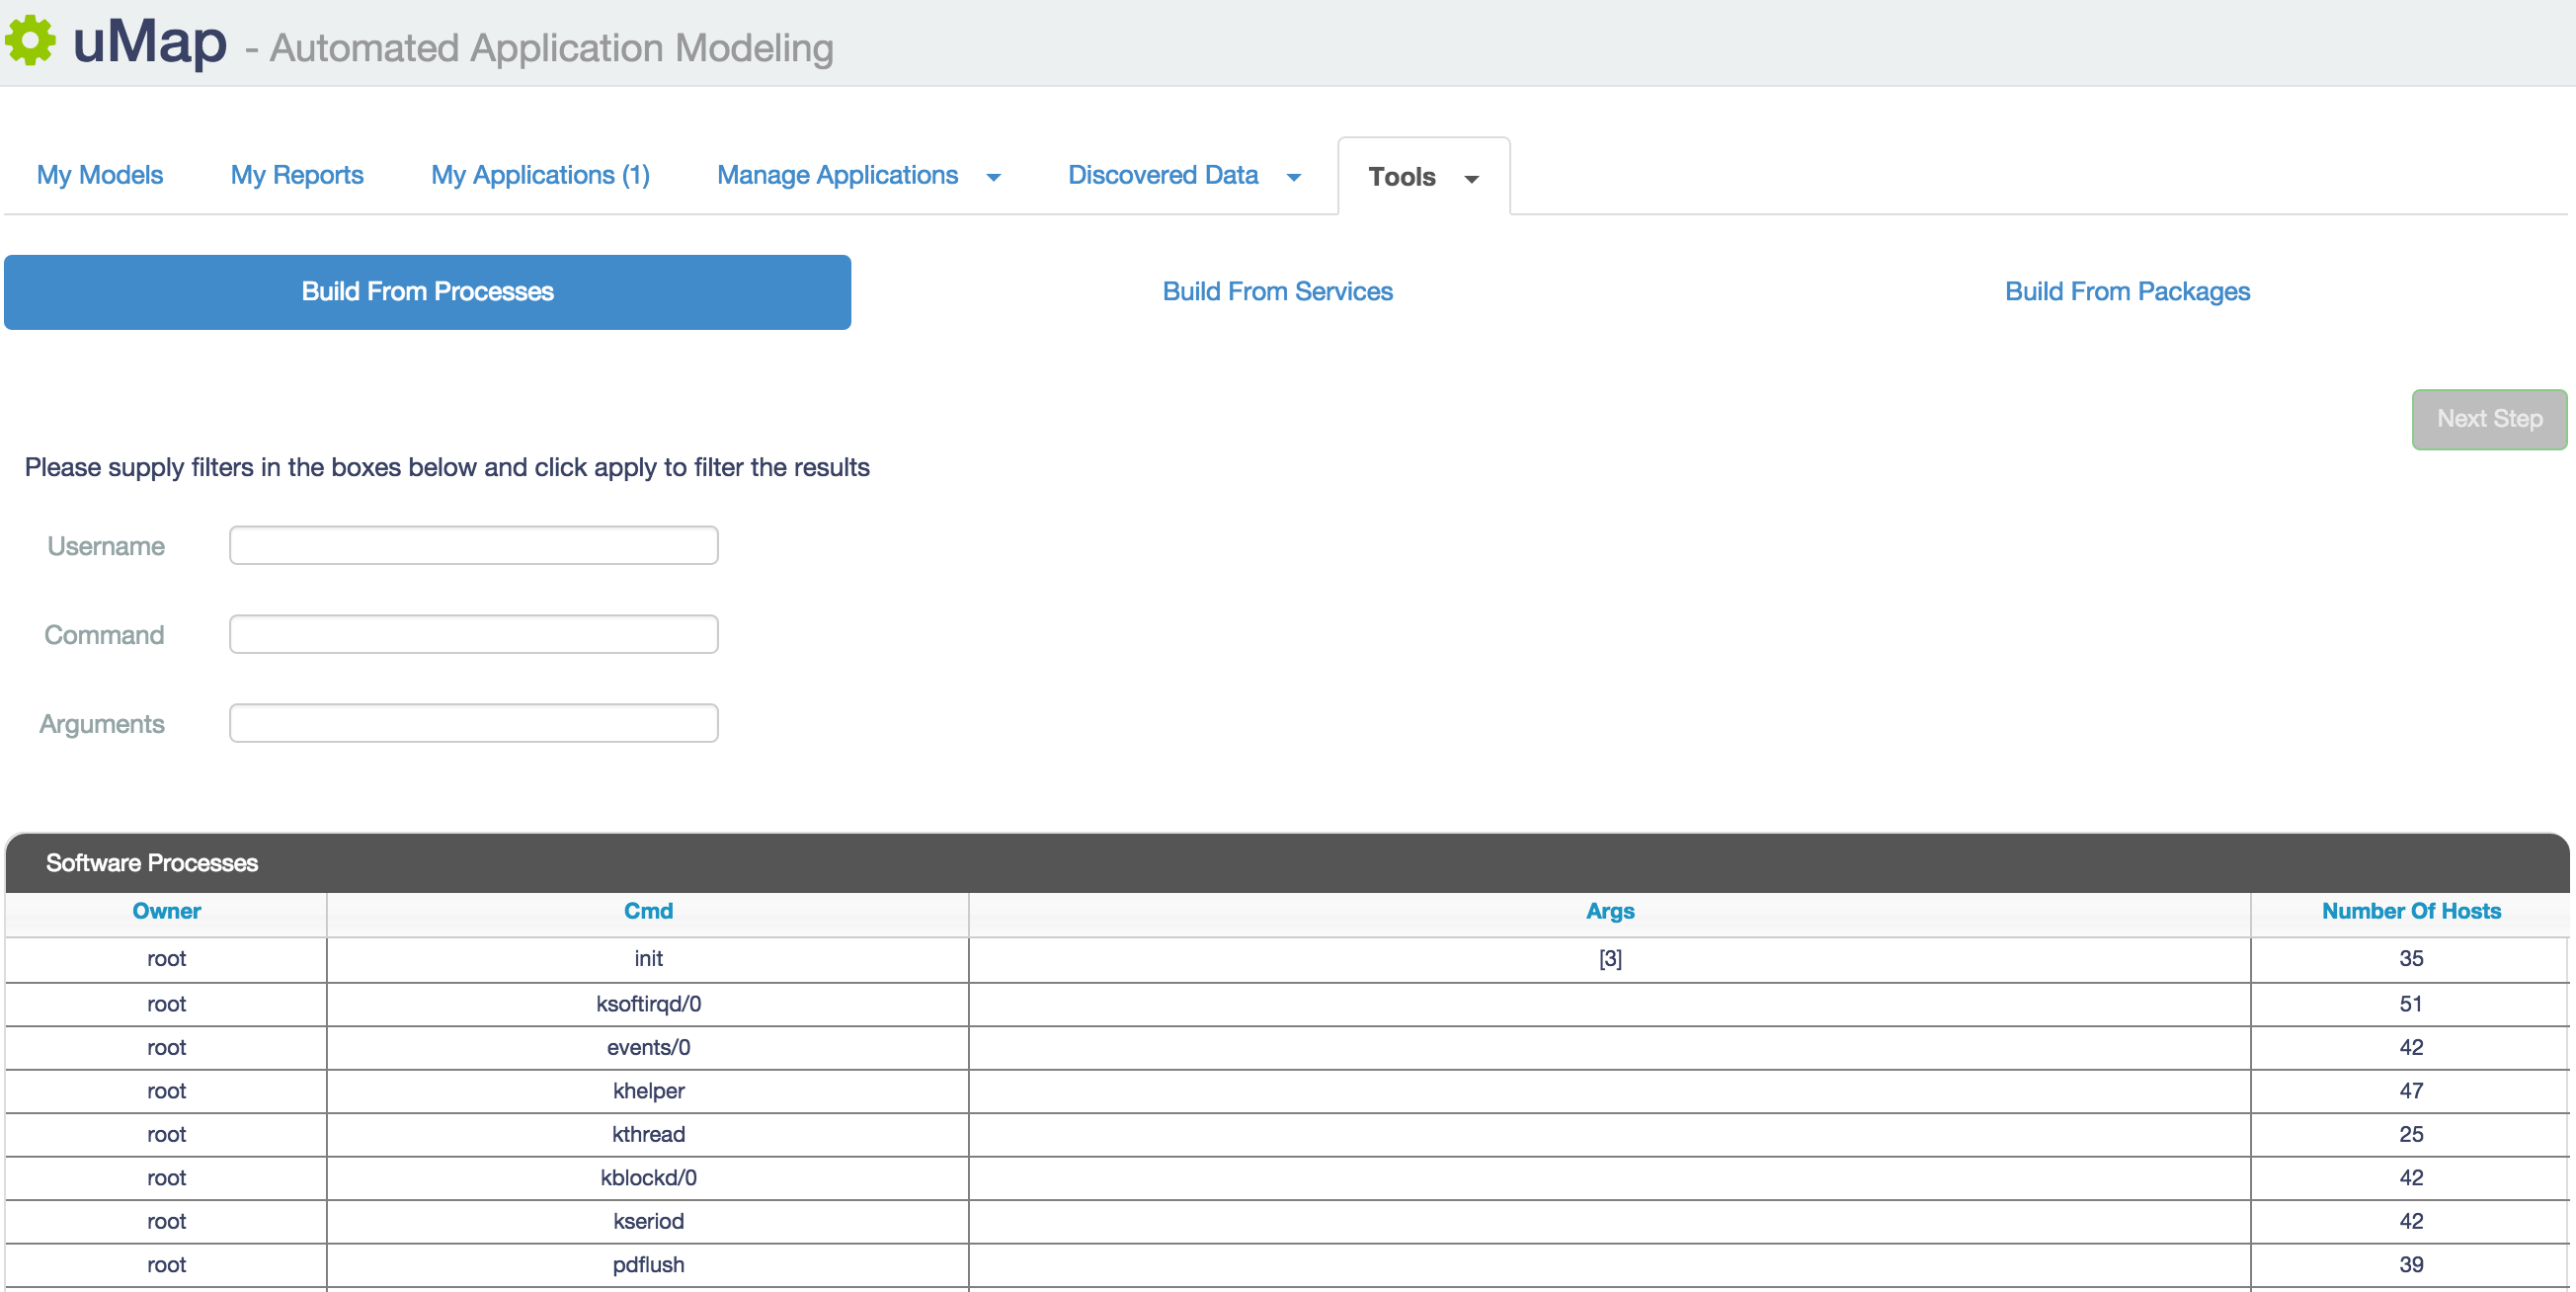 uMap - Automated Application Modeling
My Models My Reports My Applications (1) Manage Applications Discovered Data Tools
Build From Processes Build From Services Build From Packages
Next Step
Please supply filters in the boxes below and click apply to filter the results
Username
Command
Arguments
Software Processes
Owner Cmd Args Number Of Hosts
root init [3] 35
root ksoftirqd/0 51
root events/0 42
root khelper 47
root kthread 25
root kblockd/0 42
root kseriod 42
root pdflush 39